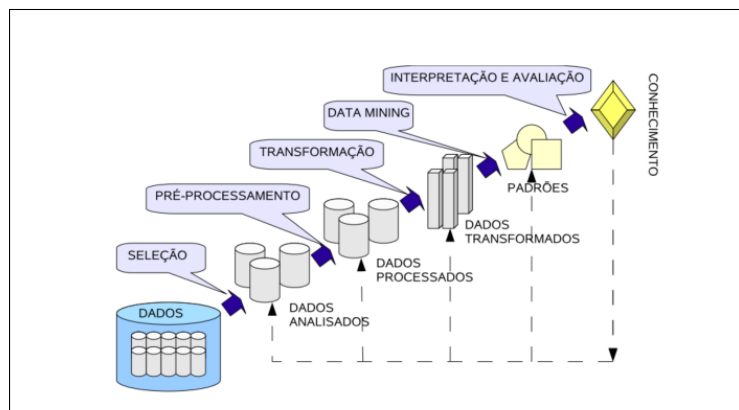 INTERPRETAÇÃO E AVALIAÇÃO
CONHECIMENTO
DATA MINING
TRANSFORMAÇÃO
PADRÕES
PRÉ-PROCESSAMENTO
DADOS
TRANSFORMADOS
SELEÇÃO
DADOS
PROCESSADOS
DADOS
ANALISADOS
DADOS